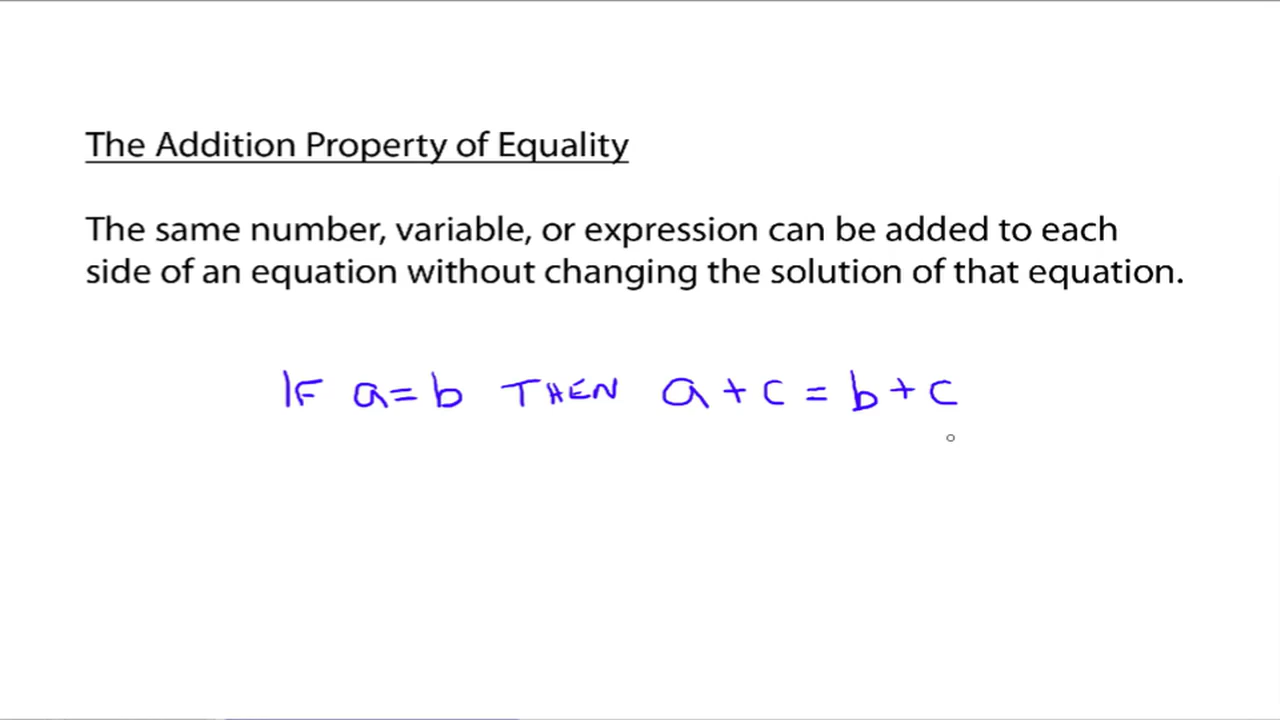 The Addition Property of Equality
The same number, variable, or expression can be added to each
side of an equation without changing the solution of that equation.
IF a = b THEN a + c = b + c